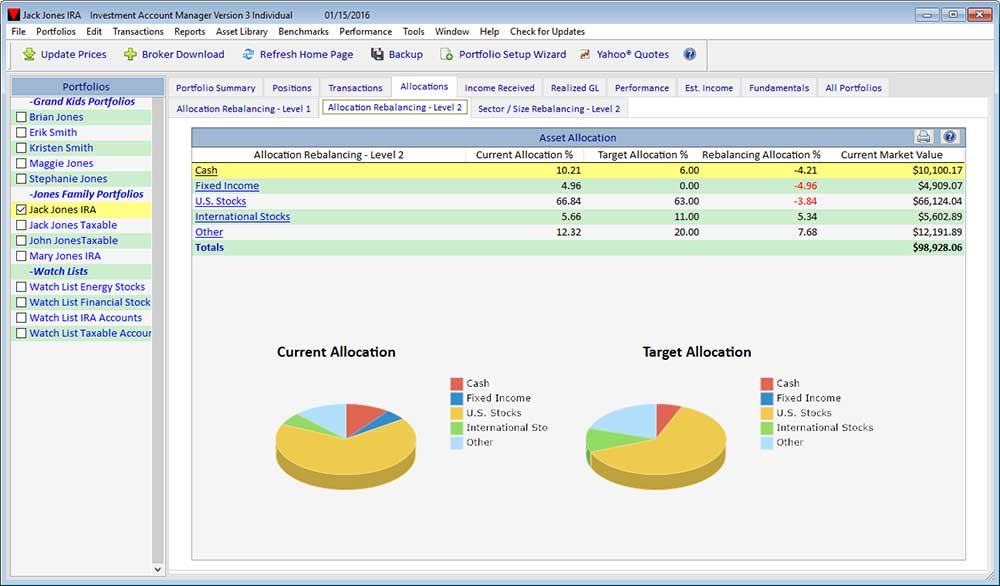 Jack Jones IRA Investment Account Manager Version 3 Individual 01/15/2016
File Portfolios Edit Transactions Reports Asset Library Benchmarks Performance Tools Window Help Check for Updates
Update Prices Broker Download Refresh Home Page Backup Portfolio Setup Wizard Yahoo® Quotes ?
Portfolios
-Grand Kids Portfolios
Brian Jones
Erik Smith
Kristen Smith
Maggie Jones
Stephanie Jones
-Jones Family Portfolios
Jack Jones IRA
Jack Jones Taxable
John JonesTaxable
Mary Jones IRA
-Watch Lists
Watch List Energy Stocks
Watch List Financial Stock
Watch List IRA Accounts
Watch List Taxable Accour
Portfolio Summary Positions Transactions Allocations Income Received Realized GL Performance Est. Income Fundamentals All Portfolios
Allocation Rebalancing - Level 1 Allocation Rebalancing - Level 2 Sector / Size Rebalancing - Level 2
Asset Allocation ?
Allocation Rebalancing - Level 2 Current Allocation % Target Allocation % Rebalancing Allocation % Current Market Value
Cash 10.21 6.00 -4.21 $10,100.17
Fixed Income 4.96 0.00 -4.96 $4,909.07
U.S. Stocks 66.84 63.00 -3.84 $66,124.04
International Stocks 5.66 11.00 5.34 $5,602.89
Other 12.32 20.00 7.68 $12,191.89
Totals $98,928.06
Current Allocation
Cash
Fixed Income
U.S. Stocks
International Sto
Other
Target Allocation
Cash
Fixed Income
U.S. Stocks
International Stocks
Other